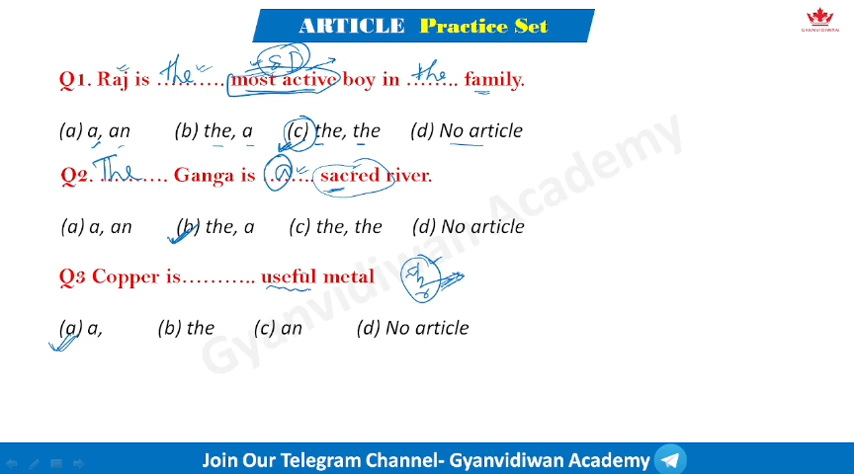 ARTICLE Practice Set
GYANVIDIWAN
SD
Q1. Raj is the ........... most active boy in the ........ family.
(a) a, an (b) the, a (c) the, the (d) No article
Q2. The ........... Ganga is a ........ sacred river.
(a) a, an (b) the, a (c) the, the (d) No article
Q3 Copper is........... useful metal
(a) a, (b) the (c) an (d) No article
Gyanvidiwan Academy
Join Our Telegram Channel- Gyanvidiwan Academy